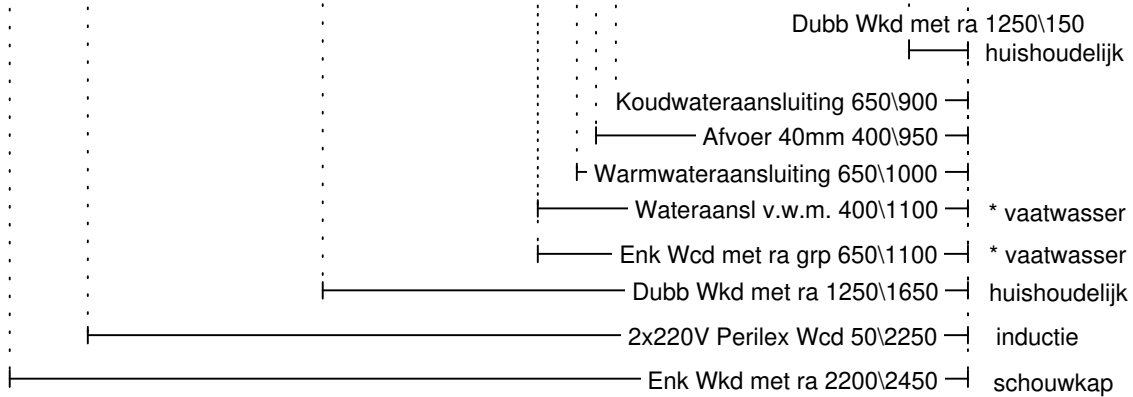 Dubb Wkd met ra 1250\150
huishoudelijk
Koudwateraansluiting 650\900
Afvoer 40mm 400\950
Warmwateraansluiting 650\1000
Wateraansl v.w.m. 400\1100 * vaatwasser
Enk Wcd met ra grp 650\1100 * vaatwasser
Dubb Wkd met ra 1250\1650 huishoudelijk
2x220V Perilex Wcd 50\2250 inductie
Enk Wkd met ra 2200\2450 schouwkap